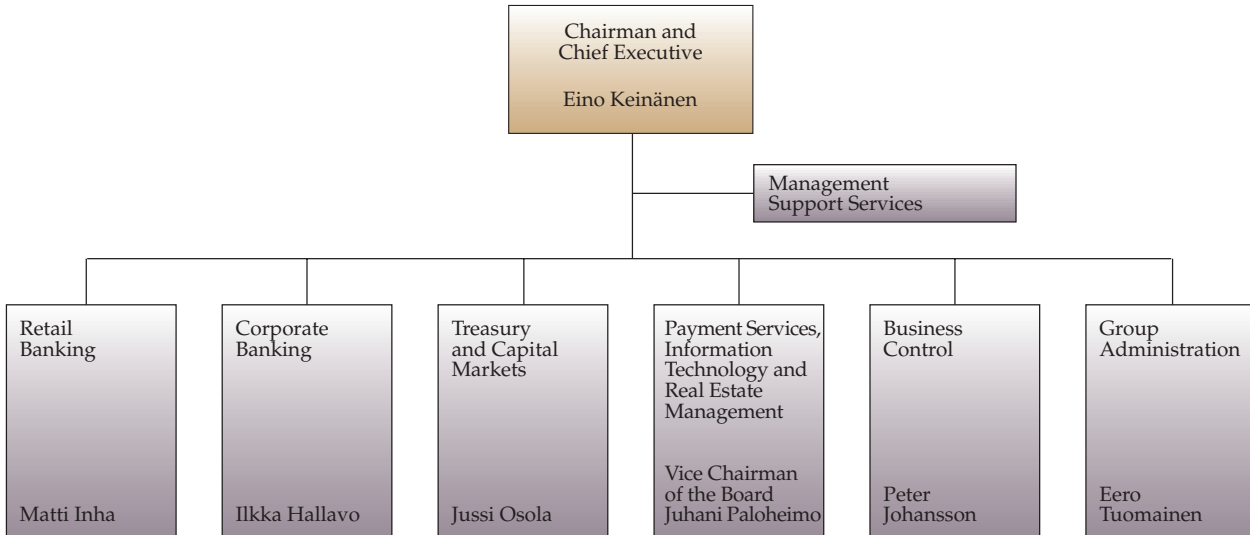 Chairman and
Chief Executive
Eino Keinänen
Management
Support Services
Retail
Banking
Matti Inha
Corporate
Banking
Ilkka Hallavo
Treasury
and Capital
Markets
Jussi Osola
Payment Services,
Information
Technology and
Real Estate
Management
Vice Chairman
of the Board
Juhani Paloheimo
Business
Control
Peter
Johansson
Group
Administration
Eero
Tuomainen